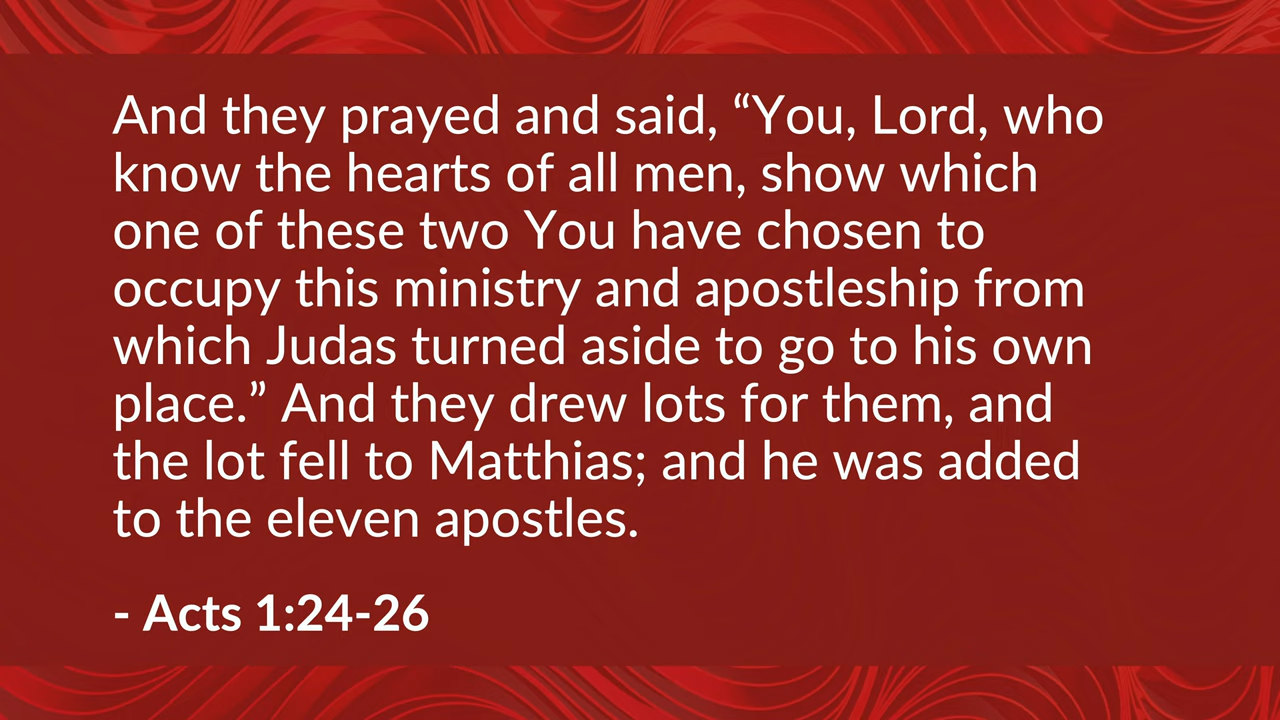 And they prayed and said, “You, Lord, who
know the hearts of all men, show which
one of these two You have chosen to
occupy this ministry and apostleship from
which Judas turned aside to go to his own
place.” And they drew lots for them, and
the lot fell to Matthias; and he was added
to the eleven apostles.
- Acts 1:24-26